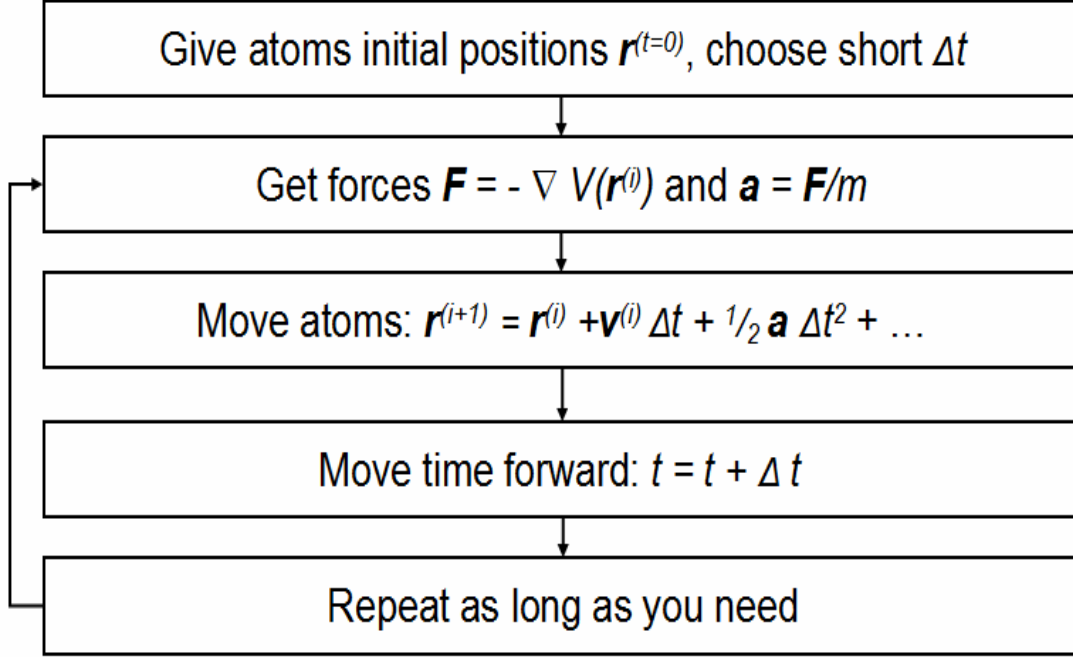 Give atoms initial positions r⁽ᵗ⁼⁰⁾, choose short Δt
Get forces F = - ∇ V(r⁽ⁱ⁾) and a = F/m
Move atoms: r⁽ⁱ⁺¹⁾ = r⁽ⁱ⁾ +v⁽ⁱ⁾ Δt + ¹/₂ a Δt² + …
Move time forward: t = t + Δ t
Repeat as long as you need